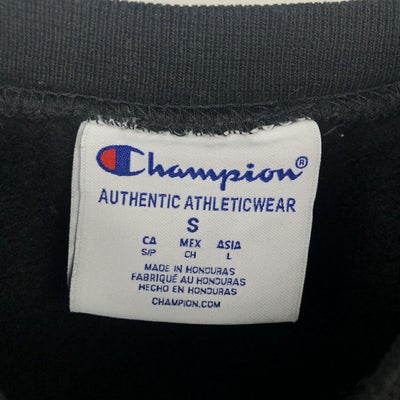 Champion®
AUTHENTIC ATHLETICWEAR
S
CA MEX ASIA
S/P CH L
MADE IN HONDURAS
FABRIQUÉ AU HONDURAS
HECHO EN HONDURAS
CHAMPION.COM